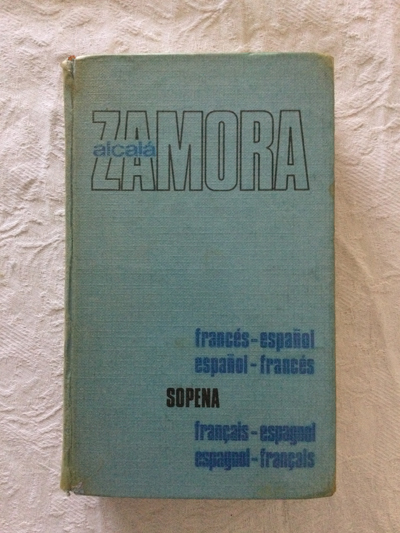 alcalá
ZAMORA
francés-español
español-francés
SOPENA
français-espagnol
espagnol-français